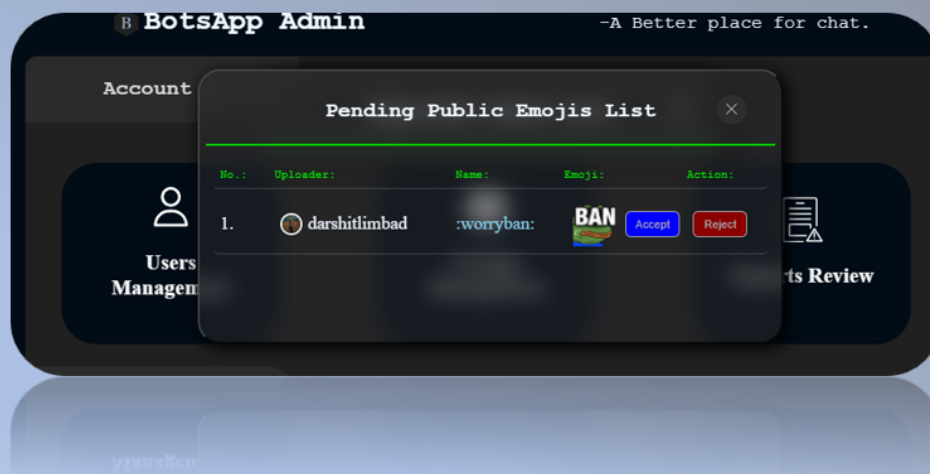 B BotsApp Admin
-A Better place for chat.
Account
Pending Public Emojis List
No.: Uploader: Name: Emoji: Action:
1. darshitlimbad :worryban: BAN Accept Reject
Users
Managem
ts Review